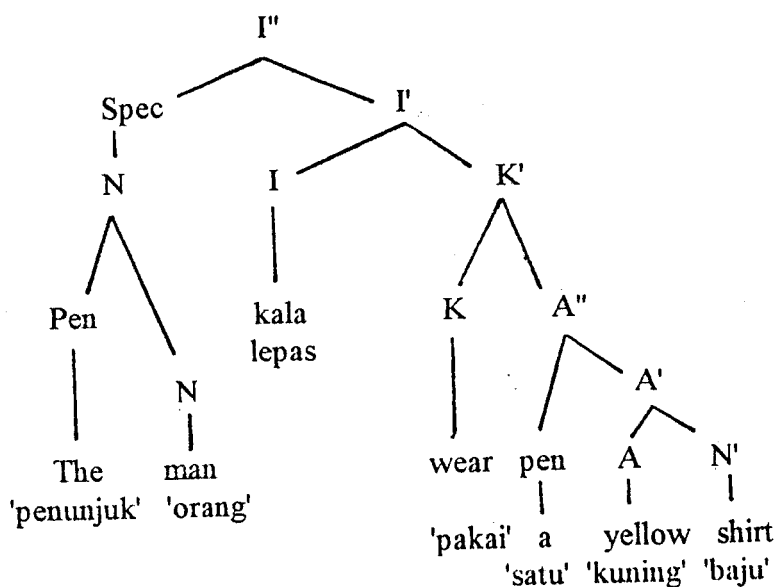 I"
Spec I'
N I K'
Pen kala K A"
lepas
N A'
The man wear pen A N'
'penunjuk' 'orang'
'pakai' a yellow shirt
'satu' 'kuning' 'baju'